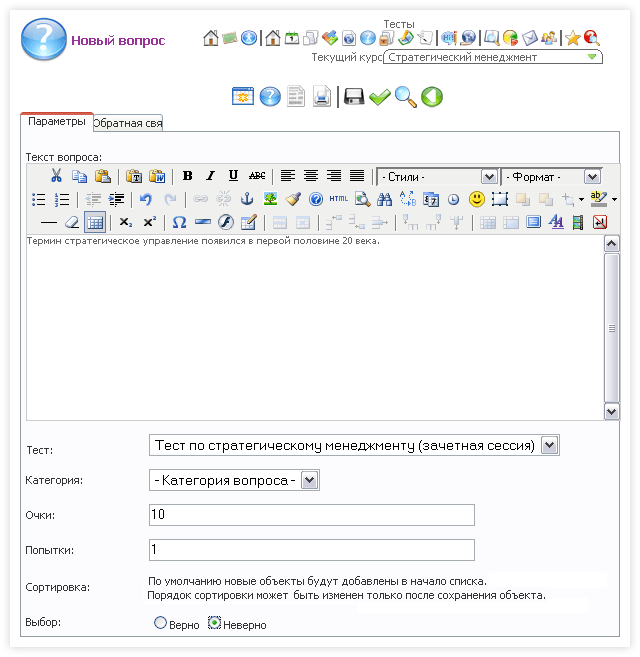 Новый вопрос
Тесты
Текущий курс Стратегический менеджмент
Параметры Обратная свя
Текст вопроса:
B I U ABC - Стили - - Формат -
HTML
Термин стратегическое управление появился в первой половине 20 века.
Тест: Тест по стратегическому менеджменту (зачетная сессия)
Категория: - Категория вопроса -
Очки: 10
Попытки: 1
Сортировка: По умолчанию новые объекты будут добавлены в начало списка.
Порядок сортировки может быть изменен только после сохранения объекта.
Выбор: Верно Неверно